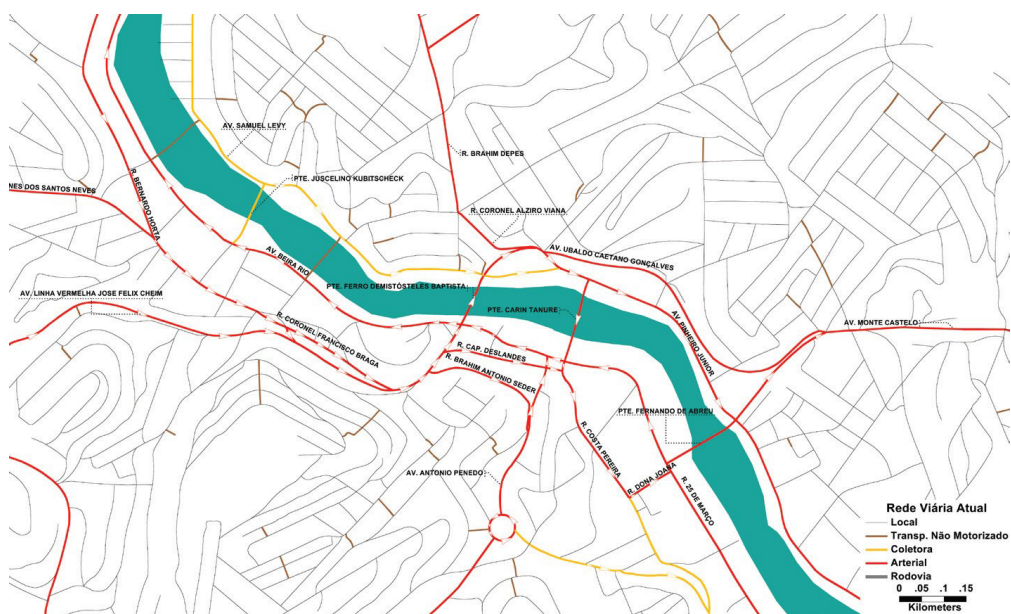 AV. SAMUEL LEVY
R. BRAHIM DEPES
PTE. JUSCELINO KUBITSCHECK
NES DOS SANTOS NEVES
R. BERNARDO HORTA
R. CORONEL ALZIRO VIANA
AV. UBALDO CAETANO GONÇALVES
AV. BEIRA RIO
PTE. FERRO DEMISTÓSTELES BAPTISTA
AV. LINHA VERMELHA JOSE FELIX CHEIM
PTE. CARIN TANURE
AV. PINHEIRO JUNIOR
AV. MONTE CASTELO
R. CORONEL FRANCISCO BRAGA
R. CAP. DESLANDES
R. BRAHIM ANTONIO SEDER
PTE. FERNANDO DE ABREU
R. COSTA PEREIRA
AV. ANTONIO PENEDO
R. DONA JOANA
R. 25 DE MARÇO
Rede Viária Atual
Local
Transp. Não Motorizado
Coletora
Arterial
Rodovia
0 .05 .1 .15
Kilometers